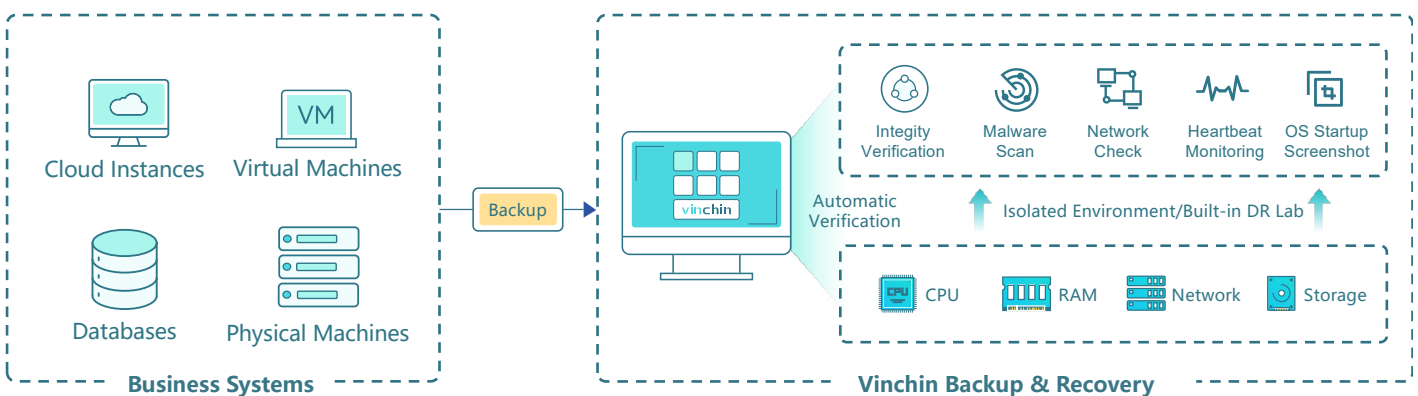 VM
Cloud Instances
Virtual Machines
Databases
Physical Machines
Business Systems
Backup
vinchin
Automatic
Verification
Integity
Verification
Malware
Scan
Network
Check
Heartbeat
Monitoring
OS Startup
Screenshot
Isolated Environment/Built-in DR Lab
CPU
CPU
RAM
Network
Storage
Vinchin Backup & Recovery